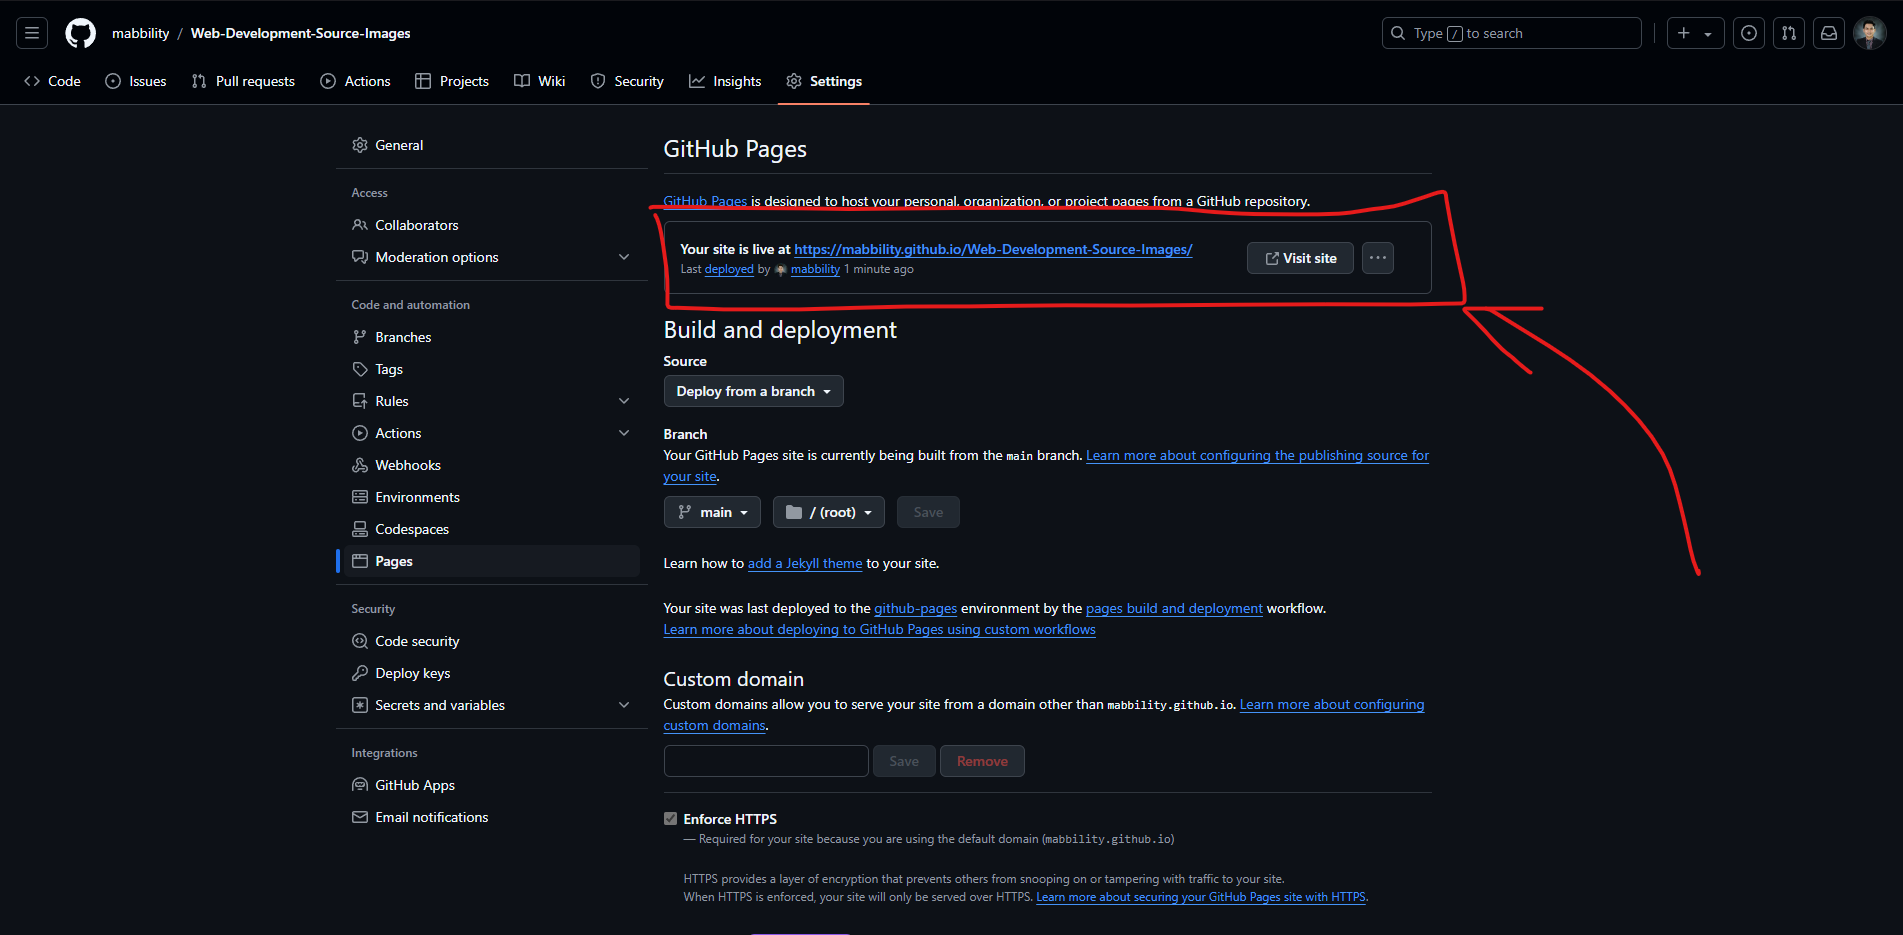 mabbility / Web-Development-Source-Images
Type / to search
Code
Issues
Pull requests
Actions
Projects
Wiki
Security
Insights
Settings
General
Access
Collaborators
Moderation options
Code and automation
Branches
Tags
Rules
Actions
Webhooks
Environments
Codespaces
Pages
Security
Code security
Deploy keys
Secrets and variables
Integrations
GitHub Apps
Email notifications
GitHub Pages
GitHub Pages is designed to host your personal, organization, or project pages from a GitHub repository.
Your site is live at https://mabbility.github.io/Web-Development-Source-Images/
Last deployed by mabbility 1 minute ago
Visit site
Build and deployment
Source
Deploy from a branch
Branch
Your GitHub Pages site is currently being built from the main branch. Learn more about configuring the publishing source for
your site.
main
/ (root)
Save
Learn how to add a Jekyll theme to your site.
Your site was last deployed to the github-pages environment by the pages build and deployment workflow.
Learn more about deploying to GitHub Pages using custom workflows
Custom domain
Custom domains allow you to serve your site from a domain other than mabbility.github.io. Learn more about configuring
custom domains.
Save
Remove
Enforce HTTPS
— Required for your site because you are using the default domain (mabbility.github.io)
HTTPS provides a layer of encryption that prevents others from snooping on or tampering with traffic to your site.
When HTTPS is enforced, your site will only be served over HTTPS. Learn more about securing your GitHub Pages site with HTTPS.